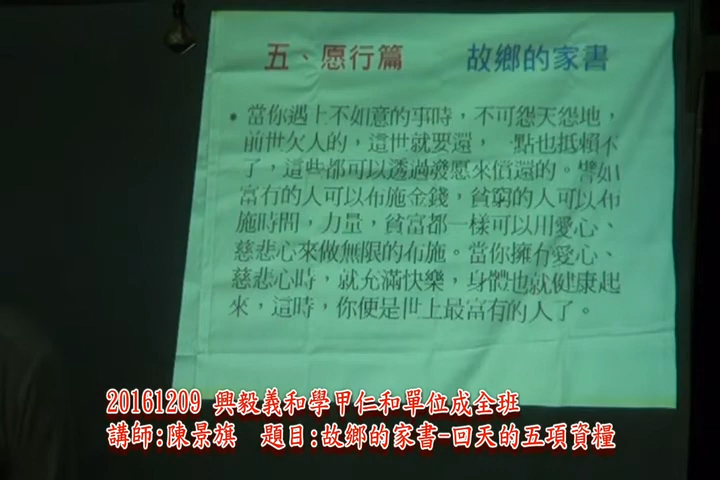 五、愿行篇 故鄉的家書
• 當你遇上不如意的事時，不可怨天怨地，
前世欠人的，這世就要還，一點也抵賴不
了，這些都可以透過發愿來償還的。譬如
富有的人可以布施金錢，貧窮的人可以布
施時間，力量，貧富都一樣可以用愛心、
慈悲心來做無限的布施。當你擁有愛心、
慈悲心時，就充滿快樂，身體也就健康起
來，這時，你便是世上最富有的人了。
20161209 興毅義和學甲仁和單位成全班
講師:陳景旗 題目:故鄉的家書-回天的五項資糧